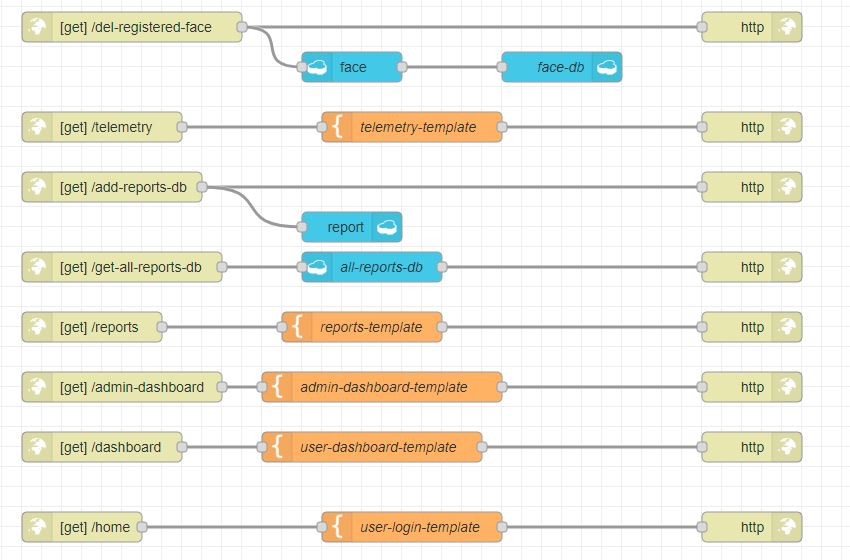 [get] /del-registered-face
http
face
face-db
[get] /telemetry
telemetry-template
http
[get] /add-reports-db
http
report
[get] /get-all-reports-db
all-reports-db
http
[get] /reports
reports-template
http
[get] /admin-dashboard
admin-dashboard-template
http
[get] /dashboard
user-dashboard-template
http
[get] /home
user-login-template
http